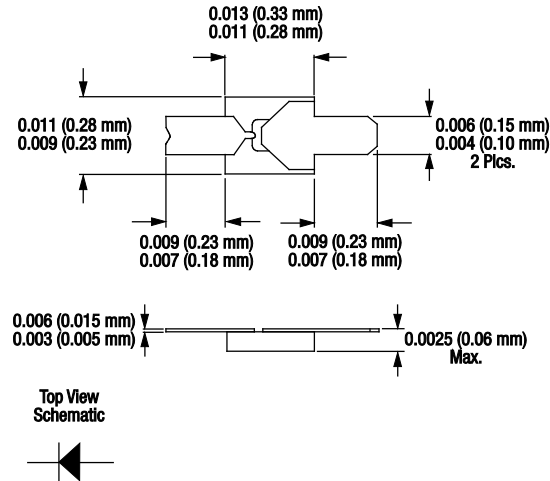 0.013 (0.33 mm)
0.011 (0.28 mm)
0.011 (0.28 mm)
0.009 (0.23 mm)
0.006 (0.15 mm)
0.004 (0.10 mm)
2 Plcs.
0.009 (0.23 mm)
0.007 (0.18 mm)
0.009 (0.23 mm)
0.007 (0.18 mm)
0.006 (0.015 mm)
0.003 (0.005 mm)
0.0025 (0.06 mm)
Max.
Top View
Schematic